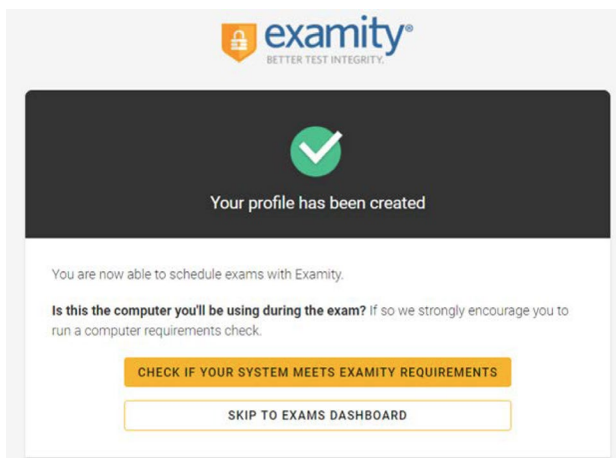 examity®
BETTER TEST INTEGRITY.
Your profile has been created
You are now able to schedule exams with Examity.
Is this the computer you'll be using during the exam? If so we strongly encourage you to
run a computer requirements check.
CHECK IF YOUR SYSTEM MEETS EXAMITY REQUIREMENTS
SKIP TO EXAMS DASHBOARD